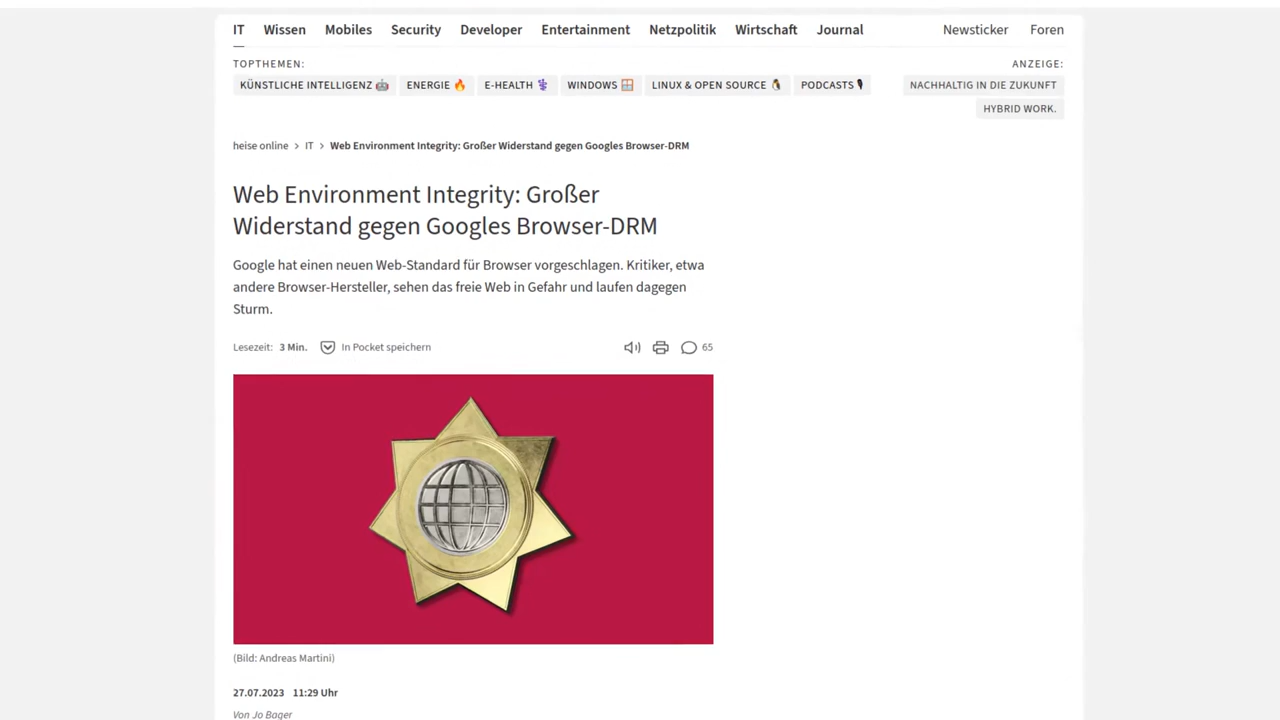 IT Wissen Mobiles Security Developer Entertainment Netzpolitik Wirtschaft Journal Newsticker Foren
TOPTHEMEN: ANZEIGE:
KÜNSTLICHE INTELLIGENZ 🤖 ENERGIE 🔥 E-HEALTH ⚕️ WINDOWS 🪟 LINUX & OPEN SOURCE 🐧 PODCASTS 🎙 NACHHALTIG IN DIE ZUKUNFT
HYBRID WORK.
heise online > IT > Web Environment Integrity: Großer Widerstand gegen Googles Browser-DRM
Web Environment Integrity: Großer
Widerstand gegen Googles Browser-DRM
Google hat einen neuen Web-Standard für Browser vorgeschlagen. Kritiker, etwa
andere Browser-Hersteller, sehen das freie Web in Gefahr und laufen dagegen
Sturm.
Lesezeit: 3 Min. In Pocket speichern 65
(Bild: Andreas Martini)
27.07.2023 11:29 Uhr
Von Jo Bager